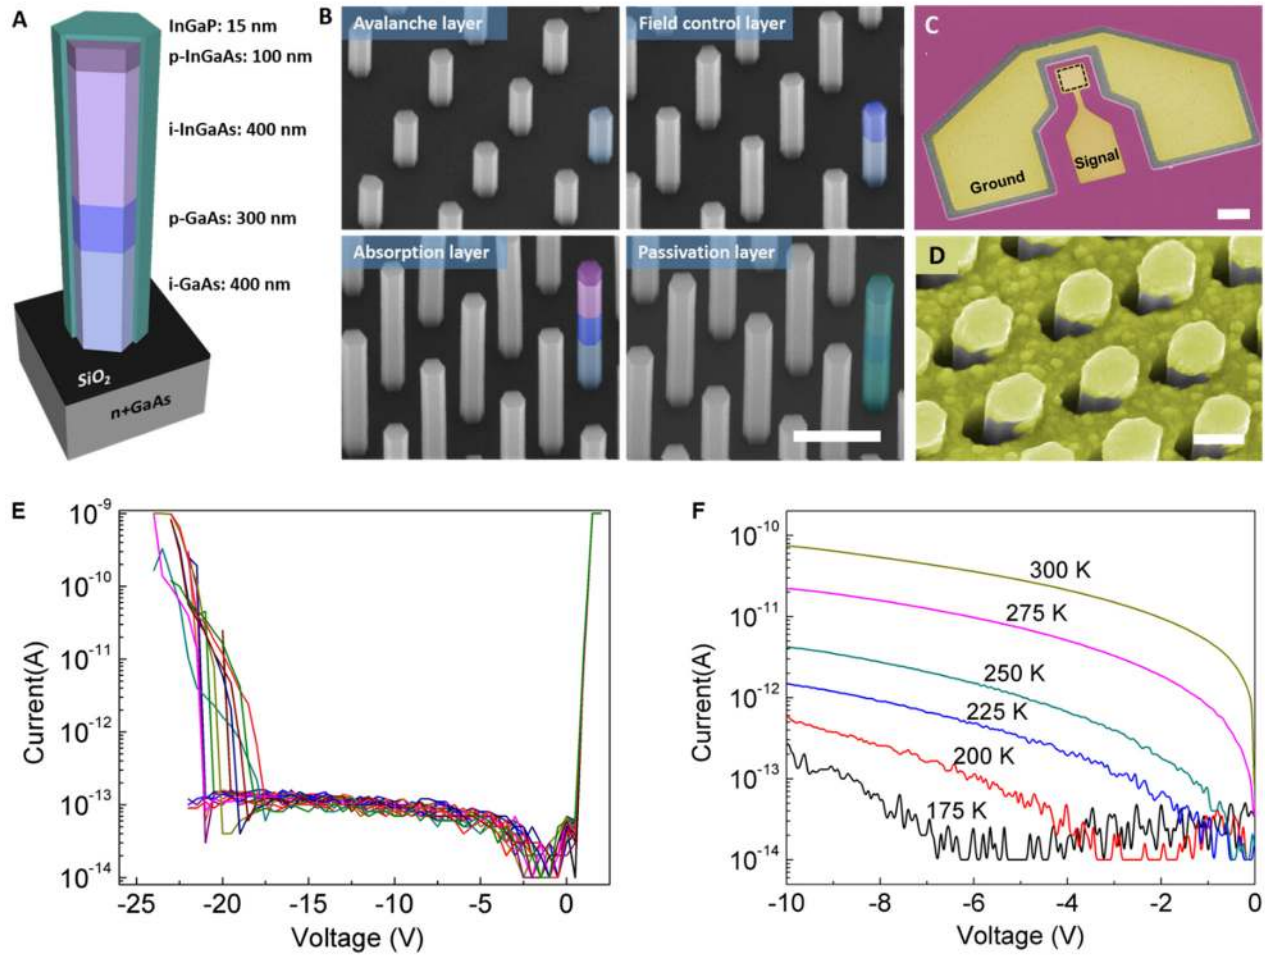 A
InGaP: 15 nm
p-InGaAs: 100 nm
i-InGaAs: 400 nm
p-GaAs: 300 nm
i-GaAs: 400 nm
SiO₂
n+GaAs
B
Avalanche layer
Field control layer
Absorption layer
Passivation layer
C
Ground
Signal
D
E
10⁻⁹
10⁻¹⁰
10⁻¹¹
10⁻¹²
10⁻¹³
10⁻¹⁴
Current(A)
-25 -20 -15 -10 -5 0
Voltage (V)
F
10⁻¹⁰
10⁻¹¹
10⁻¹²
10⁻¹³
10⁻¹⁴
Current(A)
300 K
275 K
250 K
225 K
200 K
175 K
-10 -8 -6 -4 -2 0
Voltage (V)